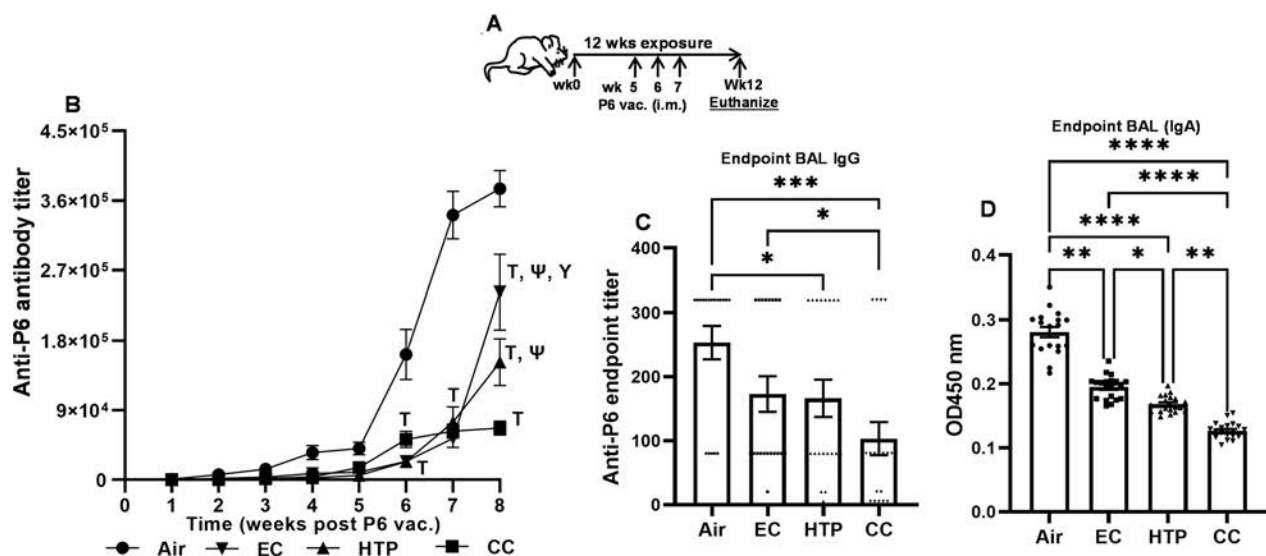 A
12 wks exposure
wk0
wk 5 6 7
Wk12
P6 vac. (i.m.)
Euthanize
B
Anti-P6 antibody titer
4.5×10⁵
3.6×10⁵
2.7×10⁵
1.8×10⁵
9×10⁴
0
T, Ψ, Y
T, Ψ
T
T
T
T
0 1 2 3 4 5 6 7 8
Time (weeks post P6 vac.)
Air EC HTP CC
Endpoint BAL IgG
C
***
*
*
Anti-P6 endpoint titer
400
300
200
100
0
Air EC HTP CC
Endpoint BAL (IgA)
D
****
****
****
** * **
OD450 nm
0.4
0.3
0.2
0.1
0.0
Air EC HTP CC